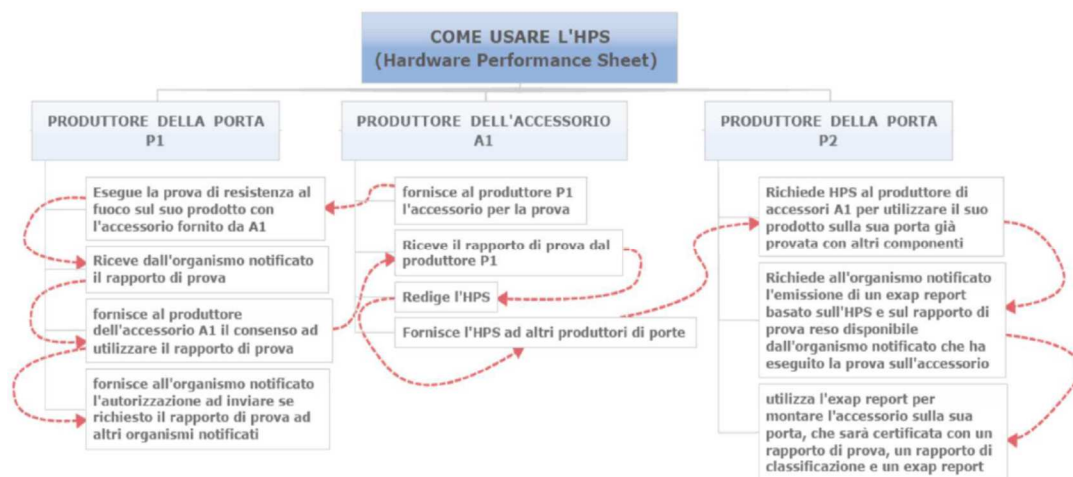 COME USARE L'HPS
(Hardware Performance Sheet)
PRODUTTORE DELLA PORTA
P1
Esegue la prova di resistenza al
fuoco sul suo prodotto con
l'accessorio fornito da A1
Riceve dall'organismo notificato
il rapporto di prova
fornisce al produttore
dell'accessorio A1 il consenso ad
utilizzare il rapporto di prova
fornisce all'organismo notificato
l'autorizzazione ad inviare se
richiesto il rapporto di prova ad
altri organismi notificati
PRODUTTORE DELL'ACCESSORIO
A1
fornisce al produttore P1
l'accessorio per la prova
Riceve il rapporto di prova dal
produttore P1
Redige l'HPS
Fornisce l'HPS ad altri produttori di porte
PRODUTTORE DELLA PORTA
P2
Richiede HPS al produttore di
accessori A1 per utilizzare il suo
prodotto sulla sua porta già
provata con altri componenti
Richiede all'organismo notificato
l'emissione di un exap report
basato sull'HPS e sul rapporto di
prova reso disponibile
dall'organismo notificato che ha
eseguito la prova sull'accessorio
utilizza l'exap report per
montare l'accessorio sulla sua
porta, che sarà certificata con un
rapporto di prova, un rapporto di
classificazione e un exap report